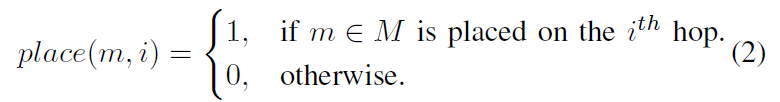 place(m, i) = { 1, if m ∈ M is placed on the i^{th} hop.
0, otherwise. (2)